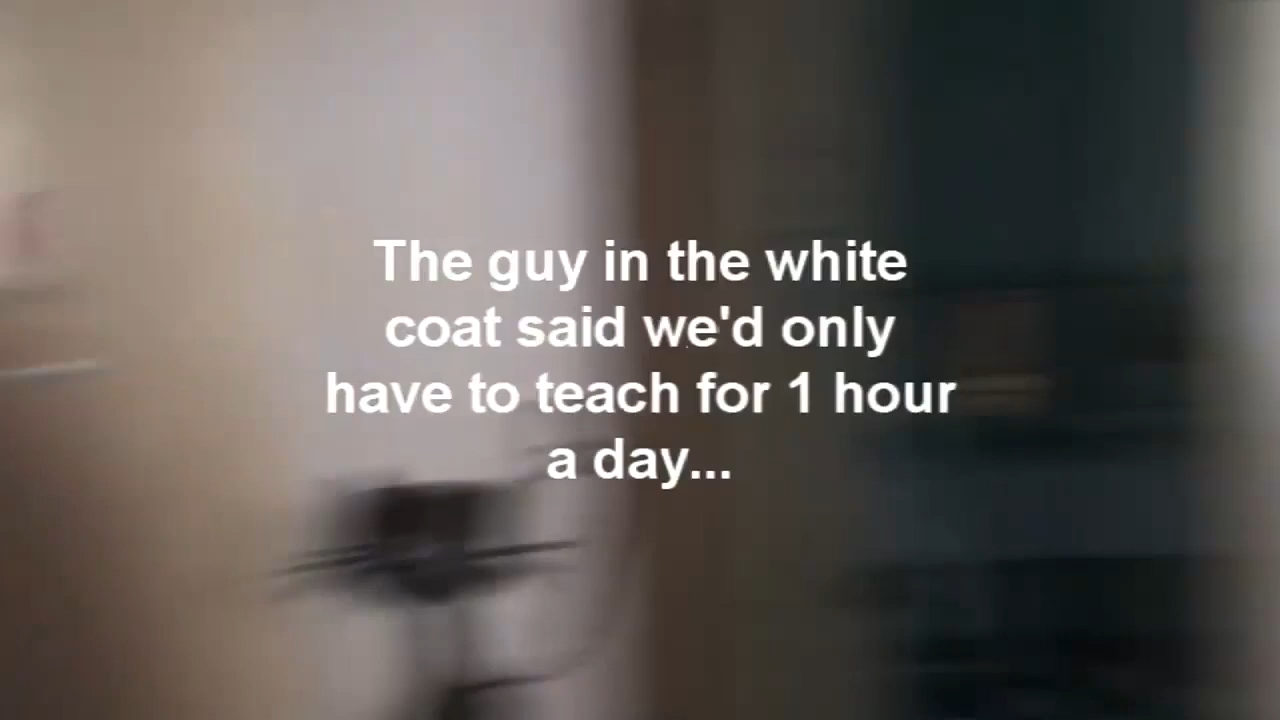 The guy in the white
coat said we'd only
have to teach for 1 hour
a day...